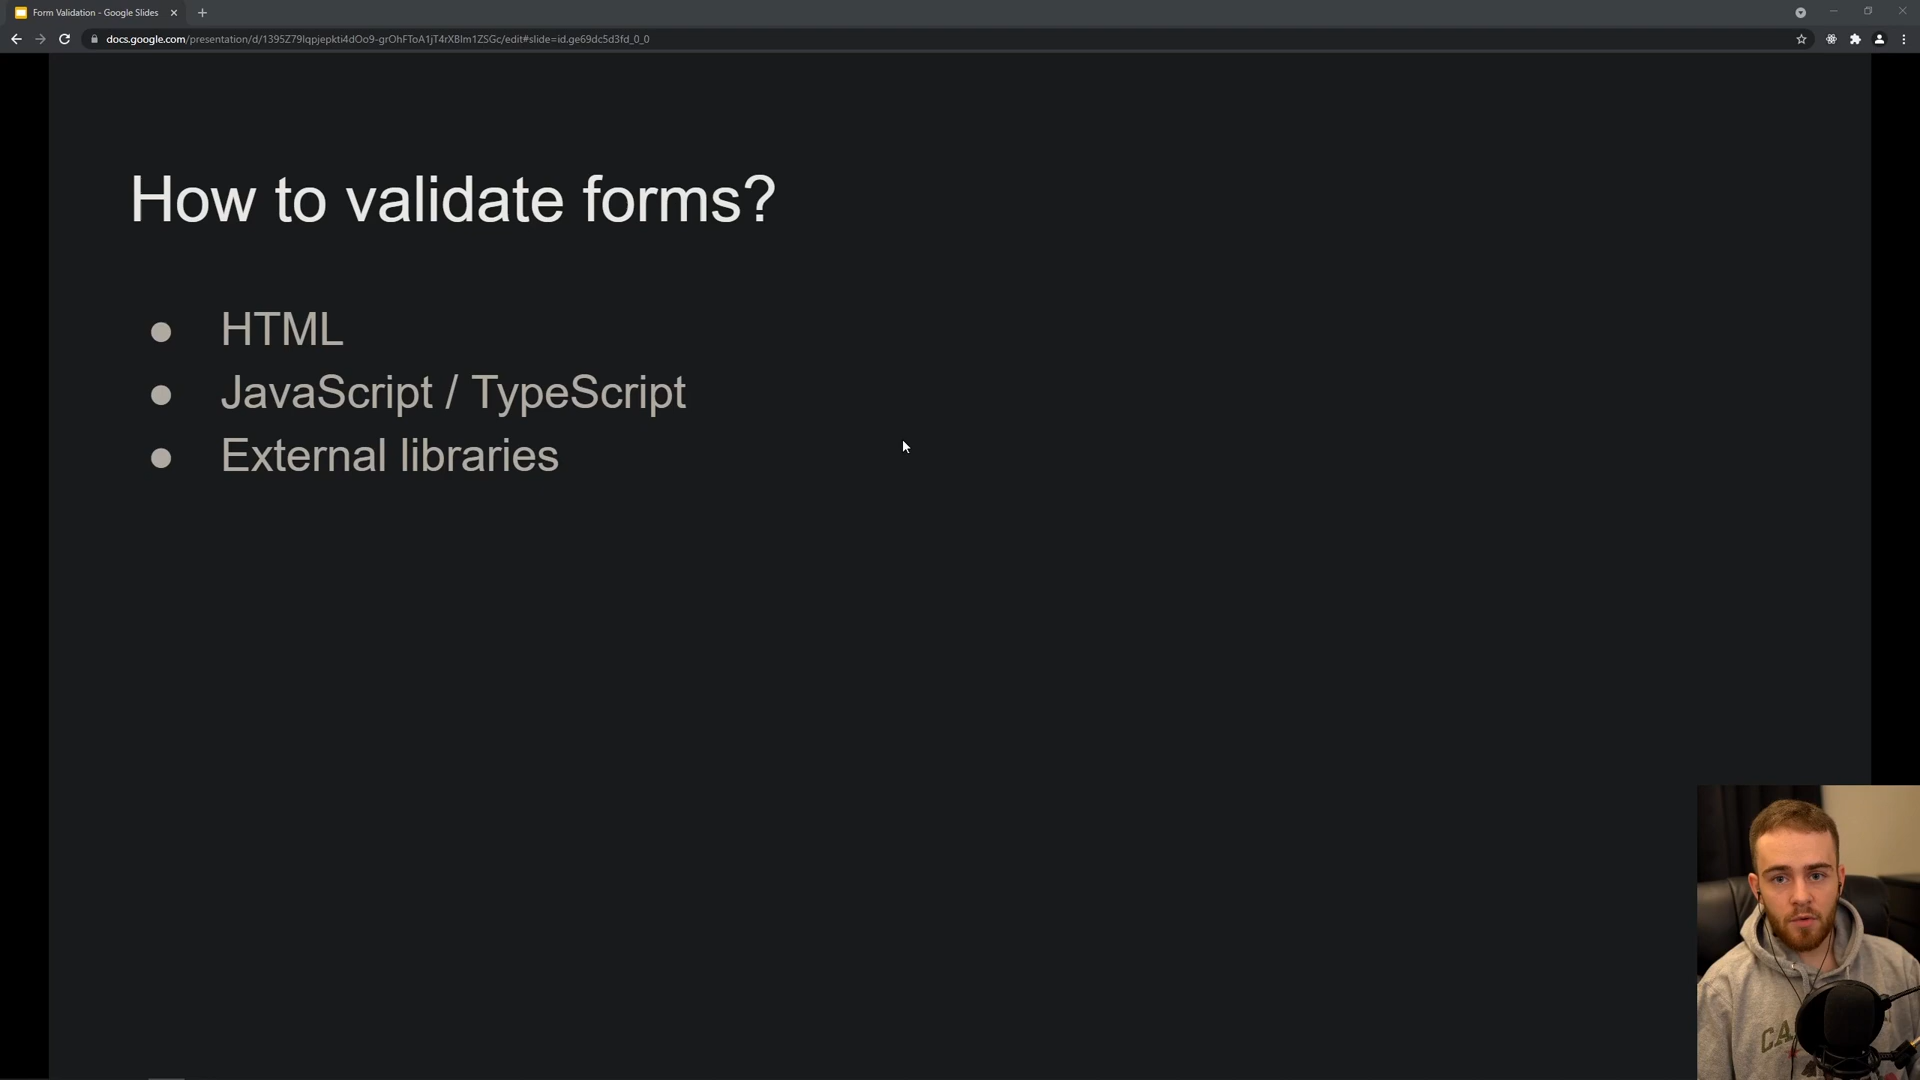 Form Validation - Google Slides
docs.google.com/presentation/d/1395Z79lqpjepkti4dOo9-grOhFToA1jT4rXBlm1ZSGc/edit#slide=id.ge69dc5d3fd_0_0
How to validate forms?
● HTML
● JavaScript / TypeScript
● External libraries